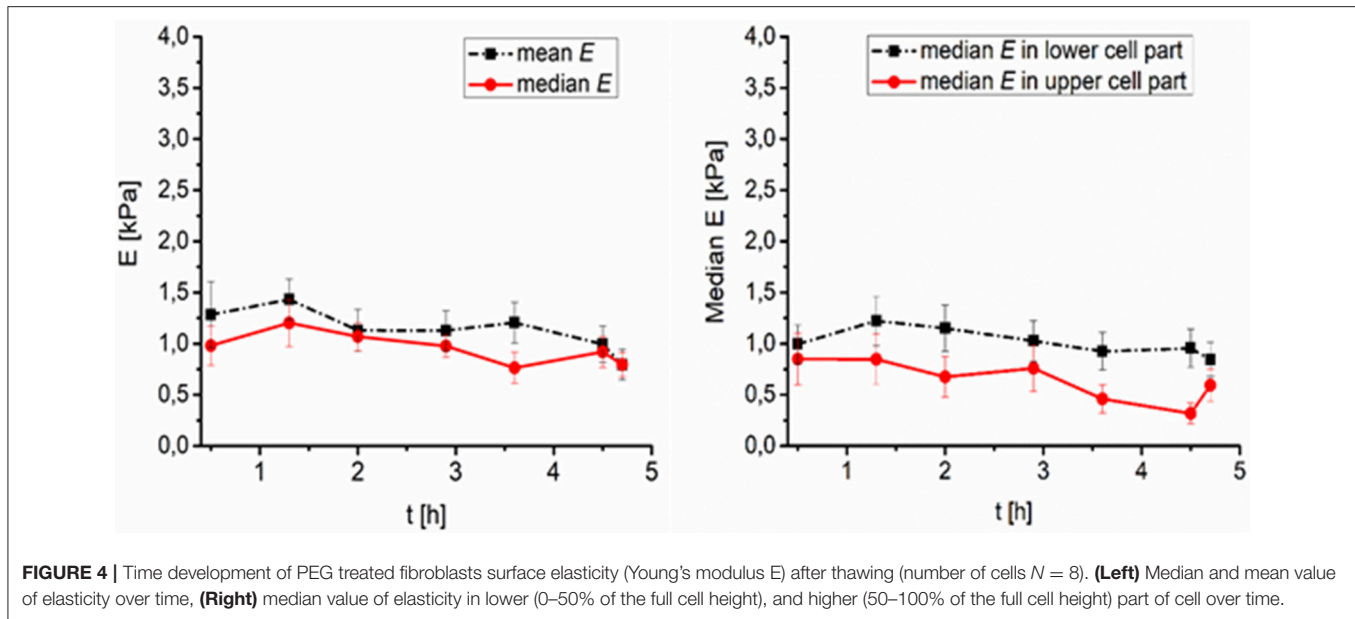 4,0
3,5
3,0
2,5
2,0
1,5
1,0
0,5
0,0
E [kPa]
mean E
median E
1 2 3 4 5
t [h]
4,0
3,5
3,0
2,5
2,0
1,5
1,0
0,5
0,0
Median E [kPa]
median E in lower cell part
median E in upper cell part
1 2 3 4 5
t [h]
FIGURE 4 | Time development of PEG treated fibroblasts surface elasticity (Young's modulus E) after thawing (number of cells N = 8). (Left) Median and mean value
of elasticity over time, (Right) median value of elasticity in lower (0–50% of the full cell height), and higher (50–100% of the full cell height) part of cell over time.